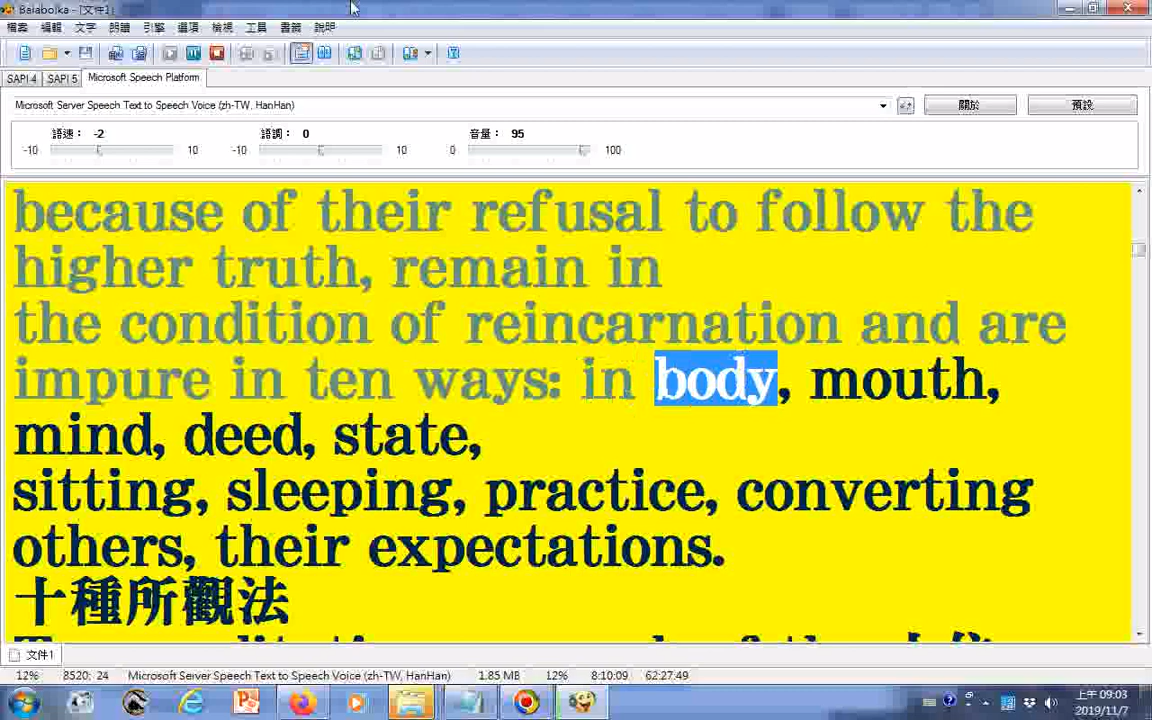 Balabolka - [文件1]
檔案 編輯 文字 朗讀 引擎 選項 檢視 工具 書籤 說明
SAPI 4 SAPI 5 Microsoft Speech Platform
Microsoft Server Speech Text to Speech Voice (zh-TW, HanHan) 關於 預設
語速: -2 語調: 0 音量: 95
-10 10 -10 10 0 100
because of their refusal to follow the
higher truth, remain in
the condition of reincarnation and are
impure in ten ways: in body, mouth,
mind, deed, state,
sitting, sleeping, practice, converting
others, their expectations.
十種所觀法
文件1
12% 8520; 24 Microsoft Server Speech Text to Speech Voice (zh-TW, HanHan) 1.85 MB 12% 8:10:09 62:27:49
上午 09:03
2019/11/7